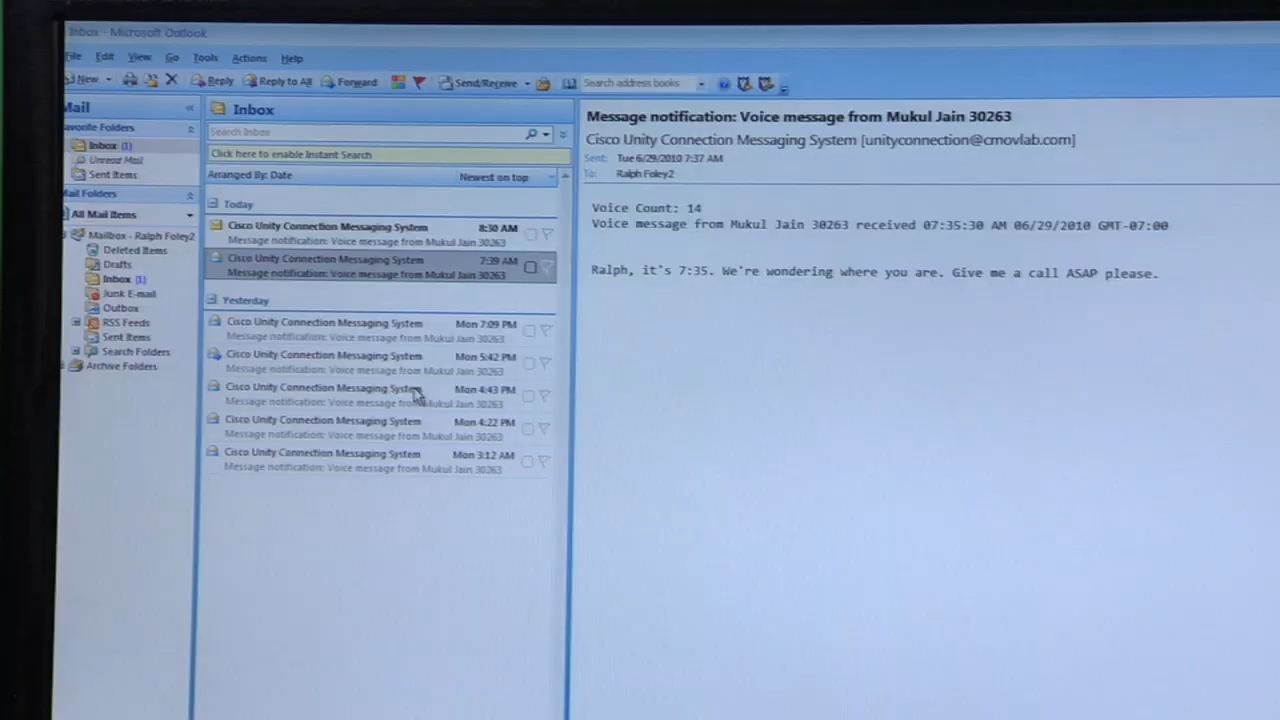 Inbox - Microsoft Outlook
File Edit View Go Tools Actions Help
New Reply Reply to All Forward Send/Receive Search address books
Mail
Favorite Folders
Inbox (1)
Unread Mail
Sent Items
Mail Folders
All Mail Items
Mailbox - Ralph Foley2
Deleted Items
Drafts
Inbox (1)
Junk E-mail
Outbox
RSS Feeds
Sent Items
Search Folders
Archive Folders
Inbox
Search Inbox
Click here to enable Instant Search
Arranged By: Date Newest on top
Today
Cisco Unity Connection Messaging System 8:30 AM
Message notification: Voice message from Mukul Jain 30263
Cisco Unity Connection Messaging System 7:39 AM
Message notification: Voice message from Mukul Jain 30263
Yesterday
Cisco Unity Connection Messaging System Mon 7:09 PM
Message notification: Voice message from Mukul Jain 30263
Cisco Unity Connection Messaging System Mon 5:42 PM
Message notification: Voice message from Mukul Jain 30263
Cisco Unity Connection Messaging System Mon 4:43 PM
Message notification: Voice message from Mukul Jain 30263
Cisco Unity Connection Messaging System Mon 4:22 PM
Message notification: Voice message from Mukul Jain 30263
Cisco Unity Connection Messaging System Mon 3:12 AM
Message notification: Voice message from Mukul Jain 30263
Message notification: Voice message from Mukul Jain 30263
Cisco Unity Connection Messaging System [unityconnection@cmovlab.com]
Sent: Tue 6/29/2010 7:37 AM
To: Ralph Foley2
Voice Count: 14
Voice message from Mukul Jain 30263 received 07:35:30 AM 06/29/2010 GMT-07:00
Ralph, it's 7:35. We're wondering where you are. Give me a call ASAP please.